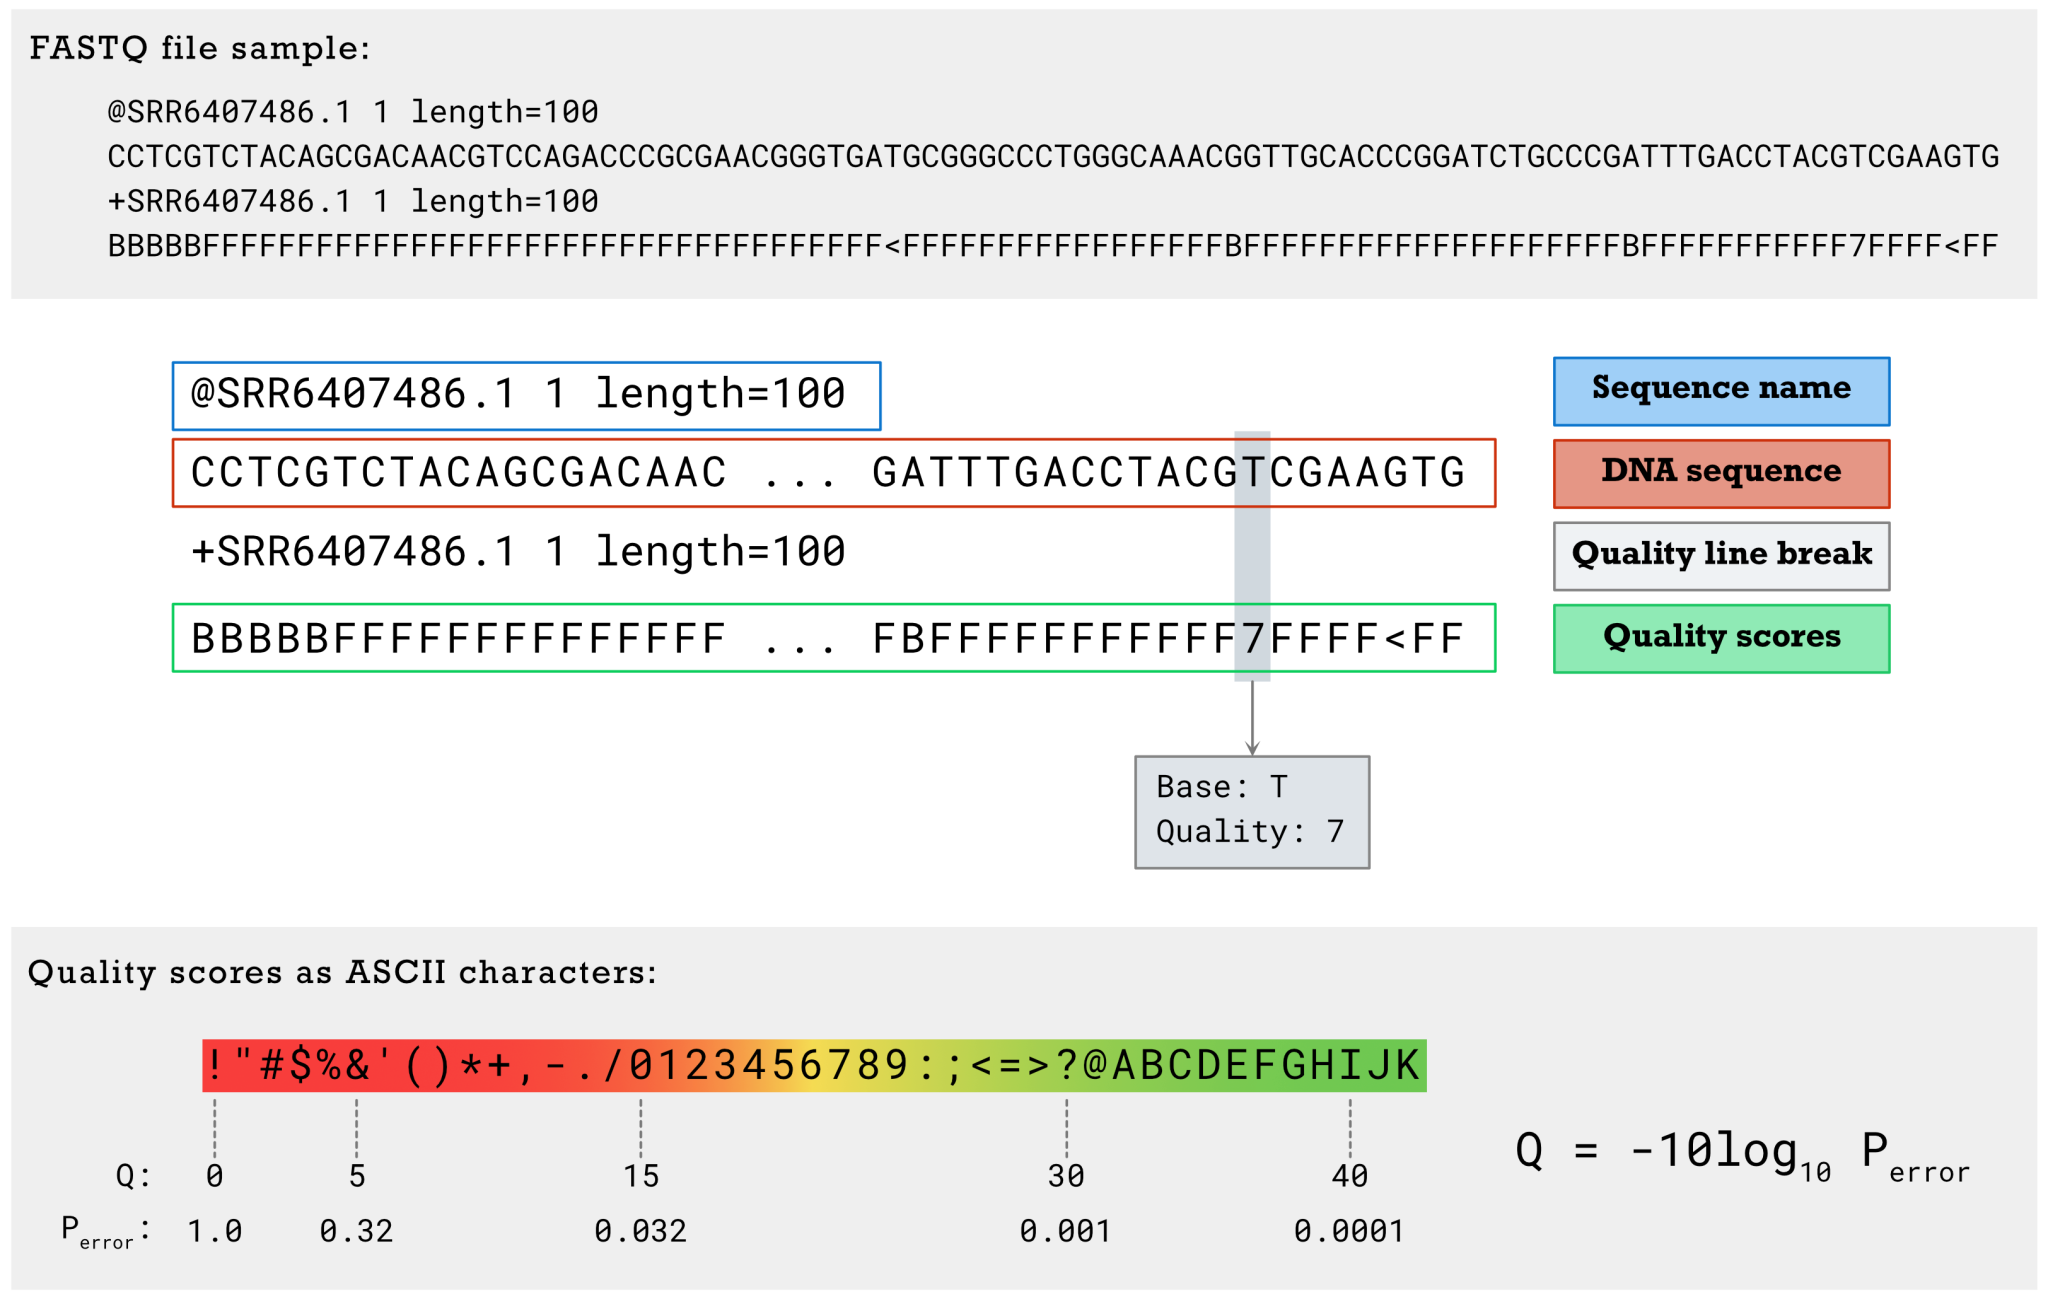 FASTQ file sample:
@SRR6407486.1 1 length=100
CCTCGTCTACAGCGACAACGTCCAGACCCGCGAACGGGTGATGCGGGCCCTGGGCAAACGGTTGCACCCGGATCTGCCCGATTTGACCTACGTCGAAGTG
+SRR6407486.1 1 length=100
BBBBBFFFFFFFFFFFFFFFFFFFFFFFFFFFFFFFFFFFF<FFFFFFFFFFFFFFFFFBFFFFFFFFFFFFFFFFFFFFBFFFFFFFFFFF7FFFF<FF
@SRR6407486.1 1 length=100
Sequence name
CCTCGTCTACAGCGACAAC ... GATTTGACCTACGTCGAAGTG
DNA sequence
+SRR6407486.1 1 length=100
Quality line break
BBBBBFFFFFFFFFFFFFF ... FBFFFFFFFFFFF7FFFF<FF
Quality scores
Base: T
Quality: 7
Quality scores as ASCII characters:
!"#$%&'()*+,-./0123456789:;<=>?@ABCDEFGHIJK
Q: 0 5 15 30 40
Perror: 1.0 0.32 0.032 0.001 0.0001
Q = -10log10 Perror